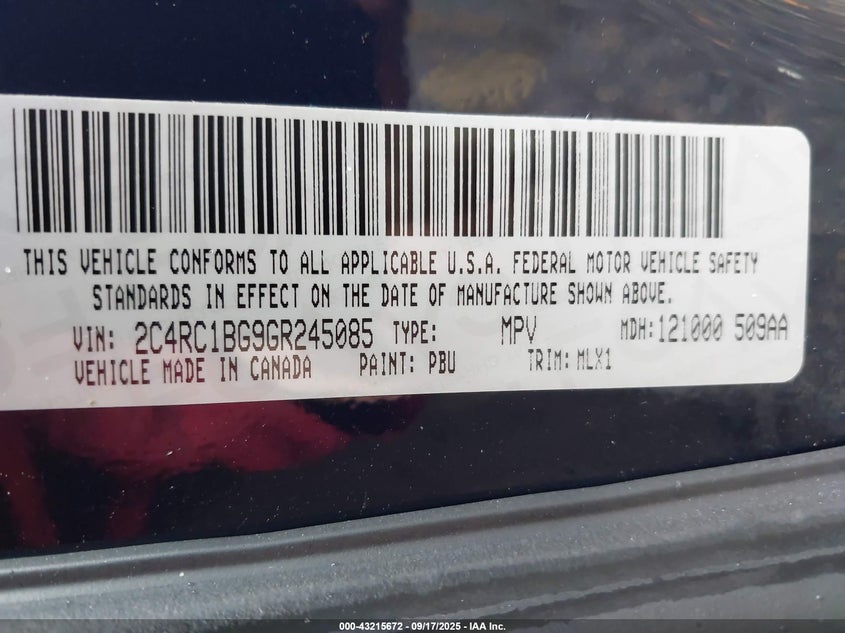 THIS VEHICLE CONFORMS TO ALL APPLICABLE U.S.A. FEDERAL MOTOR VEHICLE SAFETY
STANDARDS IN EFFECT ON THE DATE OF MANUFACTURE SHOWN ABOVE.
VIN: 2C4RC1BG9GR245085 TYPE: MPV MDH: 121000 509AA
VEHICLE MADE IN CANADA PAINT: PBU TRIM: MLX1
000-43215672 - 09/17/2025 - IAA Inc.